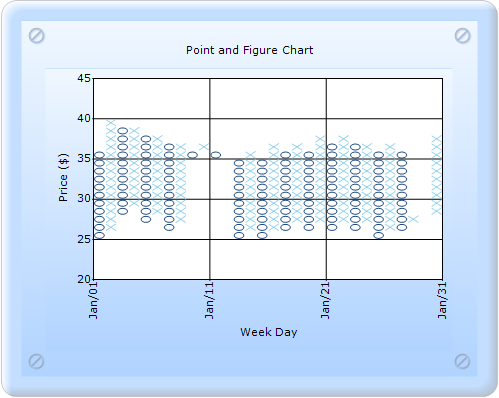 Point and Figure Chart
45
40
35
30
25
20
Price ($)
Jan/01
Jan/11
Jan/21
Jan/31
Week Day